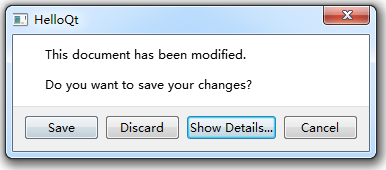 HelloQt
This document has been modified.
Do you want to save your changes?
Save Discard Show Details... Cancel